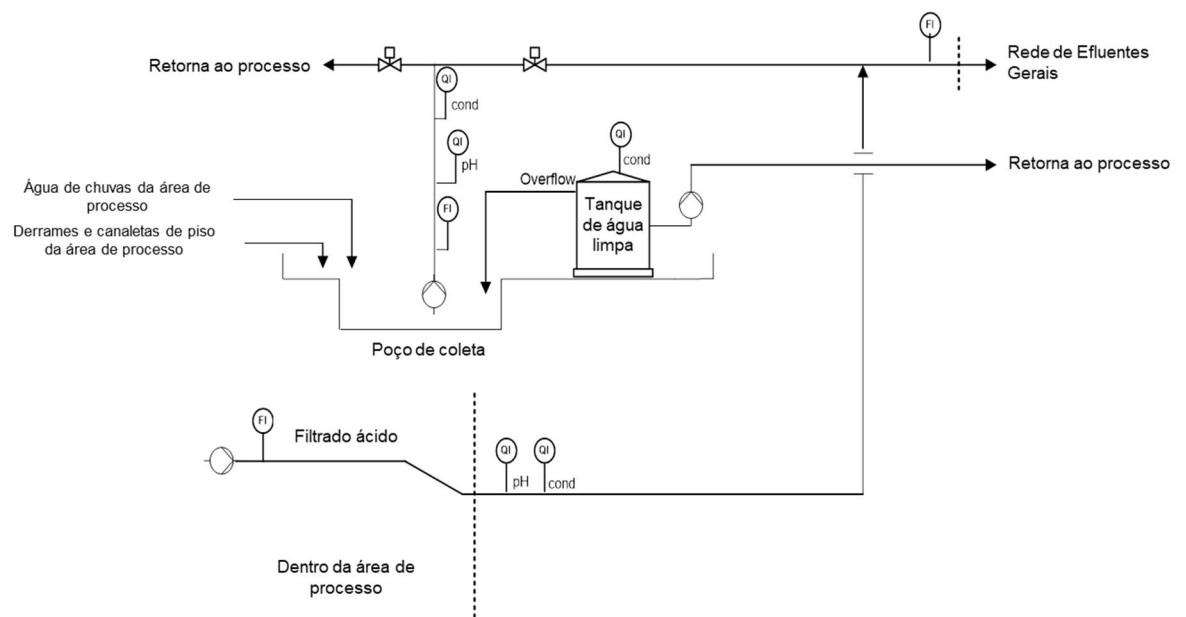 FI
Retorna ao processo
Rede de Efluentes
Gerais
QI
cond
QI
pH
QI
cond
Retorna ao processo
Água de chuvas da área de
processo
Overflow
Tanque
de água
limpa
FI
Derrames e canaletas de piso
da área de processo
Poço de coleta
FI
Filtrado ácido
QI
pH
QI
cond
Dentro da área de
processo